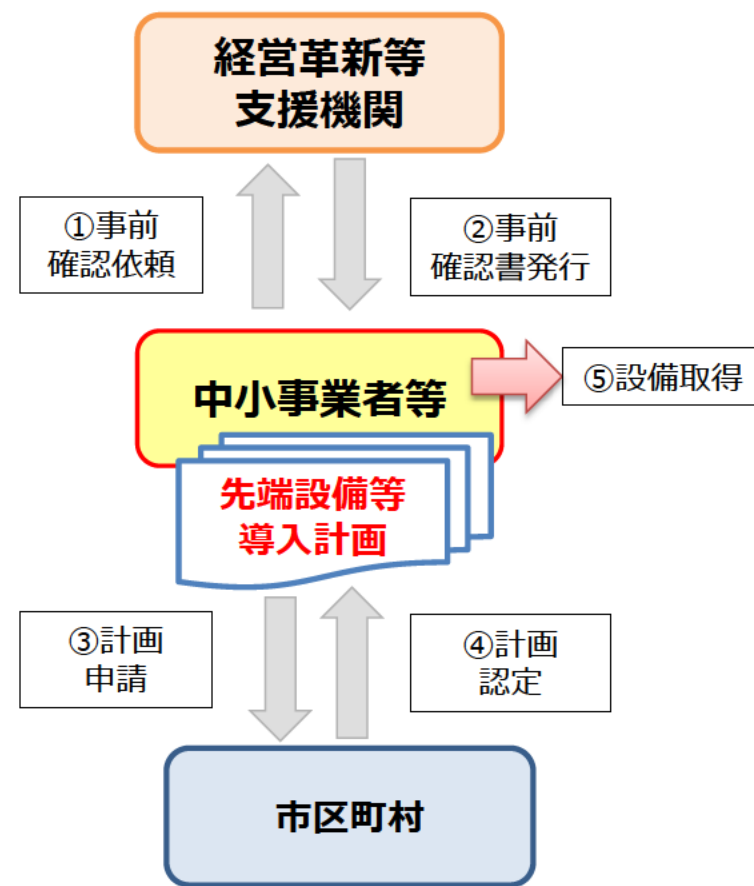 経営革新等
支援機関
①事前
確認依頼
②事前
確認書発行
中小事業者等
⑤設備取得
先端設備等
導入計画
③計画
申請
④計画
認定
市区町村